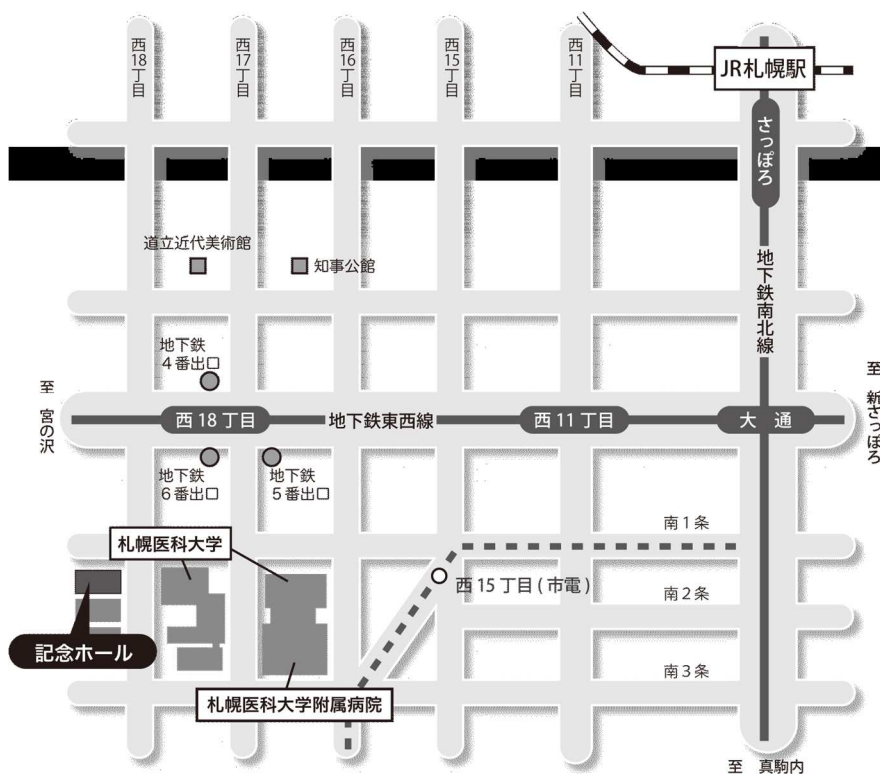 西18丁目
西17丁目
西16丁目
西15丁目
西11丁目
JR札幌駅
さっぽろ
道立近代美術館
知事公館
地下鉄南北線
地下鉄
4番出口
至 宮の沢
西18丁目
地下鉄東西線
西11丁目
大通
至 新さっぽろ
地下鉄
6番出口
地下鉄
5番出口
南1条
札幌医科大学
西15丁目(市電)
南2条
記念ホール
南3条
札幌医科大学附属病院
至 真駒内